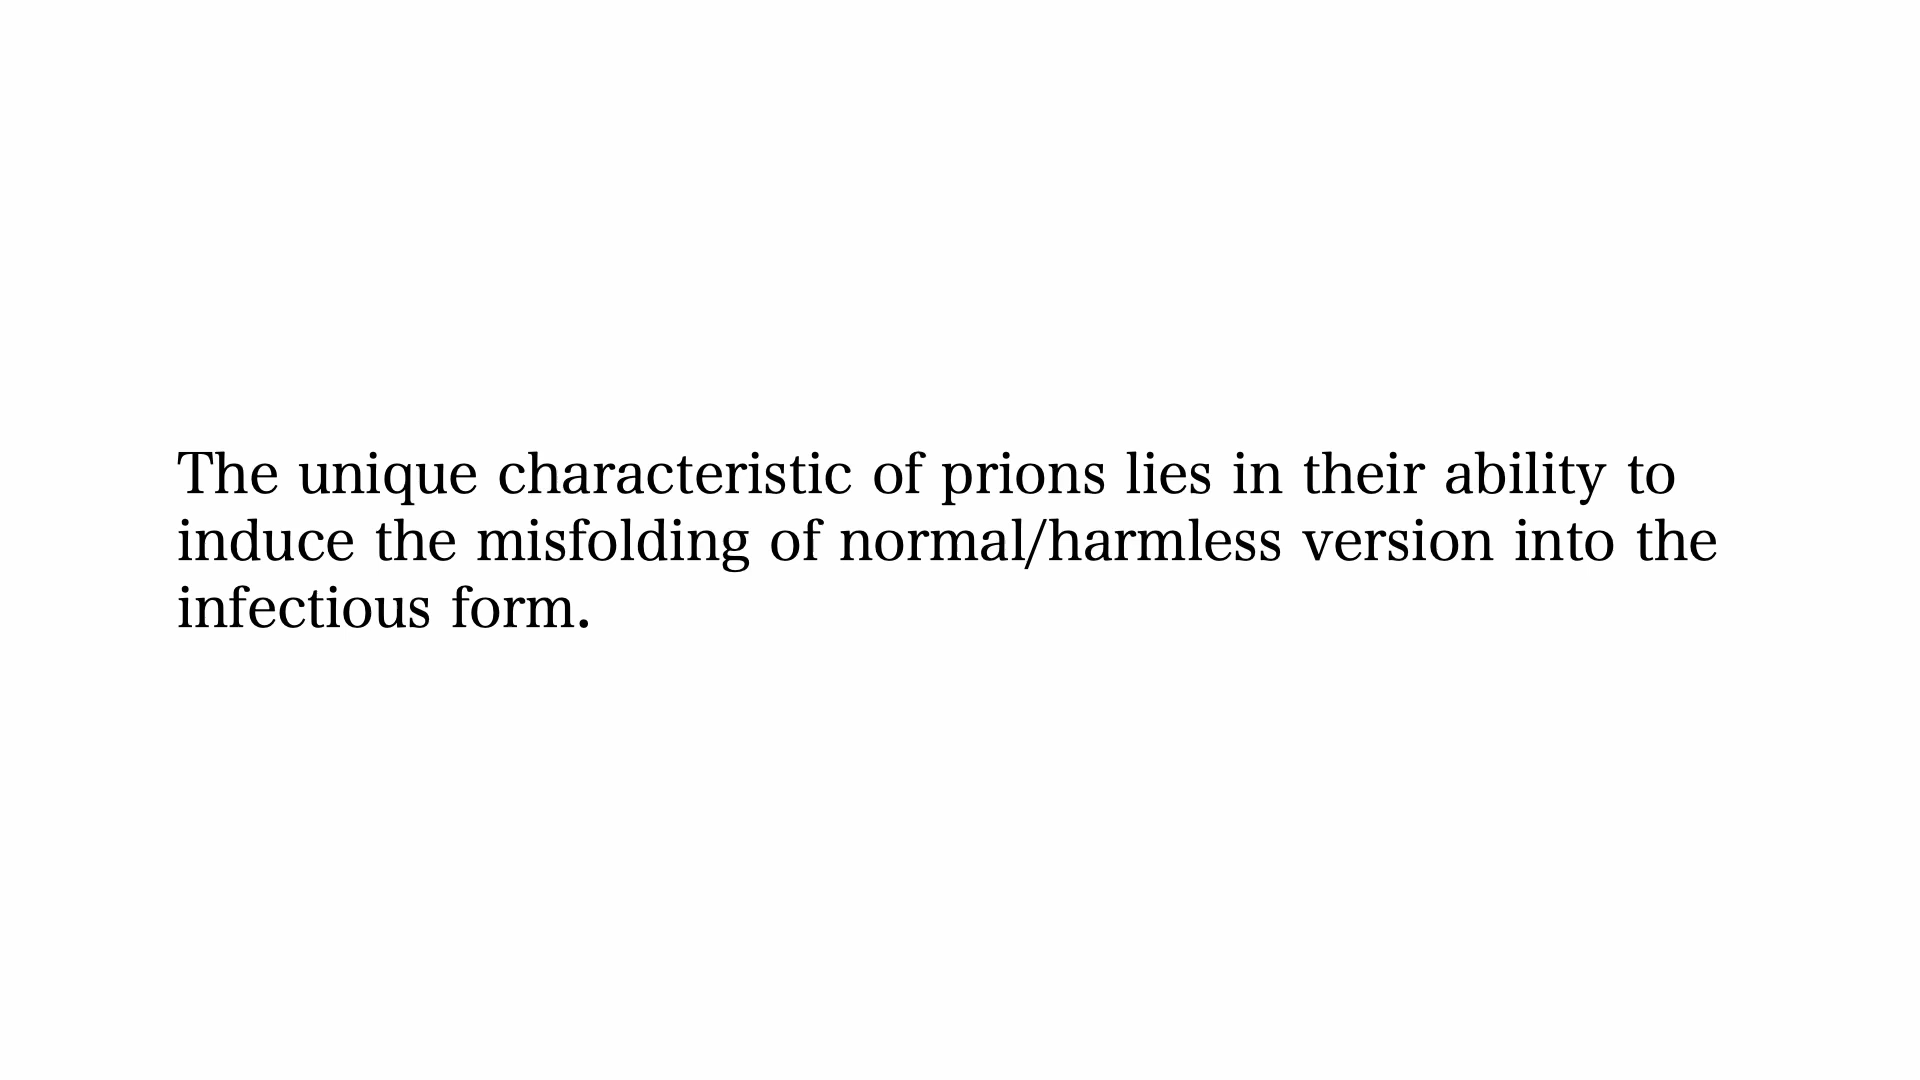 The unique characteristic of prions lies in their ability to
induce the misfolding of normal/harmless version into the
infectious form.